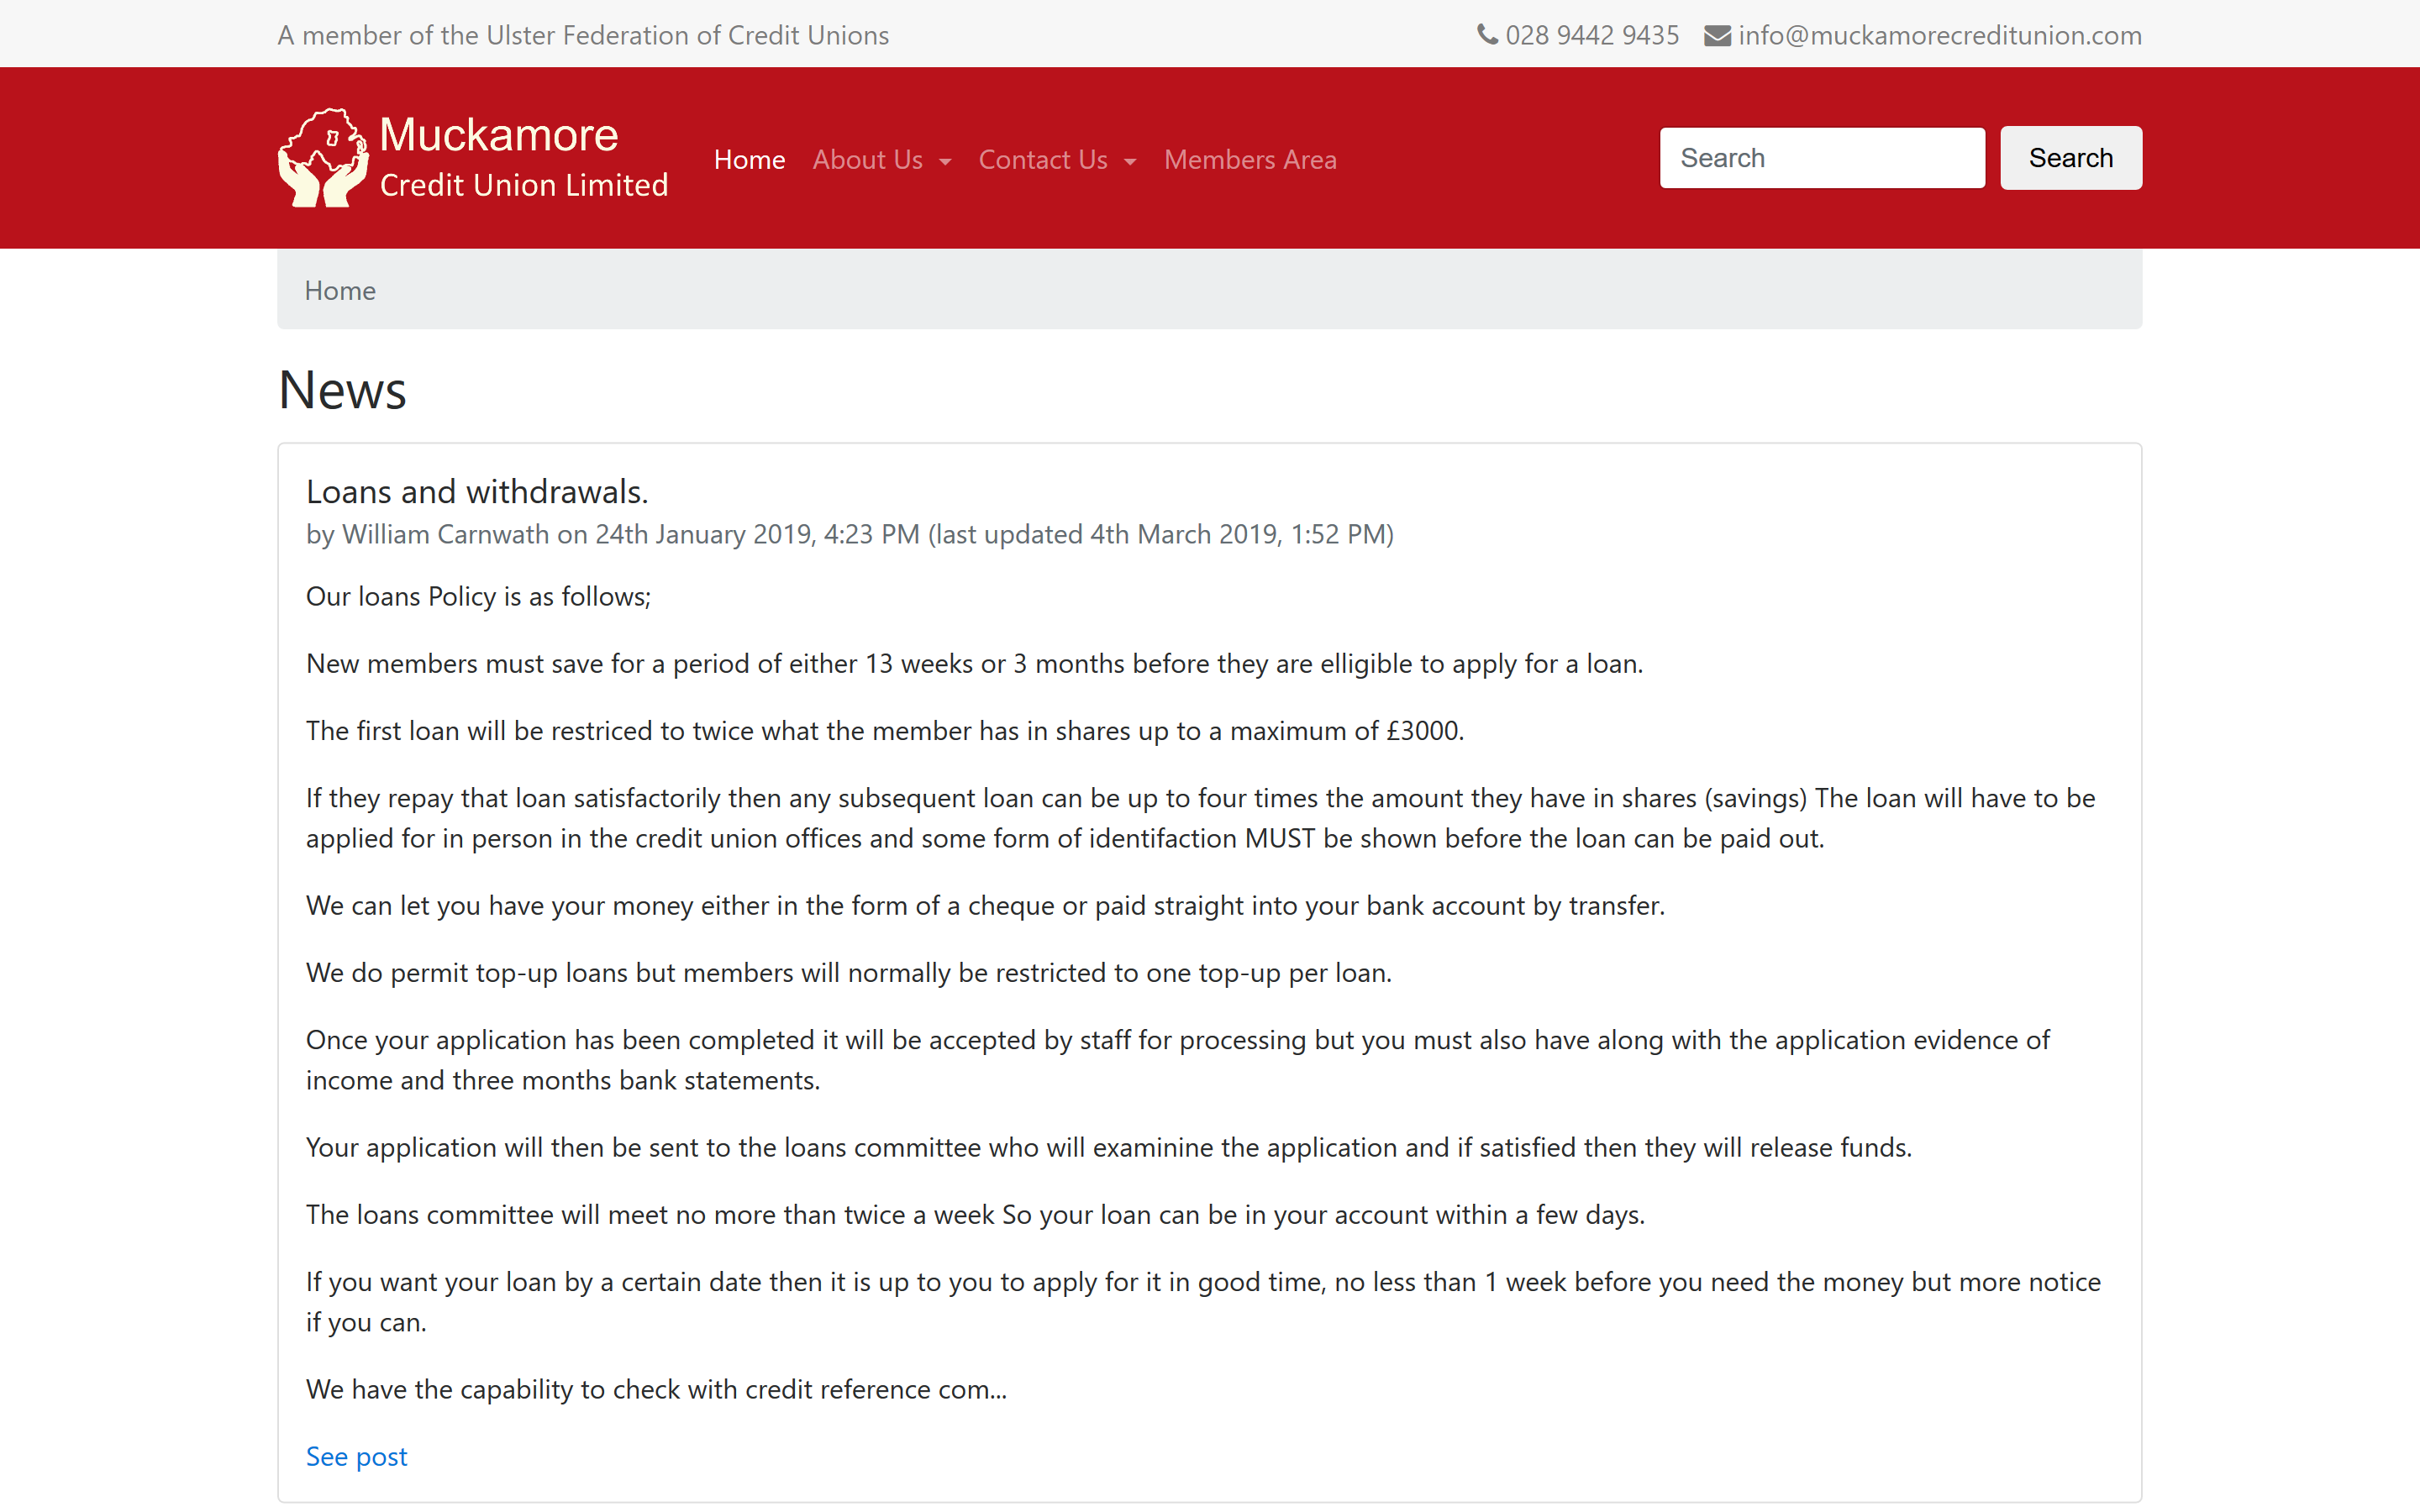 A member of the Ulster Federation of Credit Unions
028 9442 9435
info@muckamorecreditunion.com
Muckamore
Credit Union Limited
Home
About Us
Contact Us
Members Area
Search
Search
Home
News
Loans and withdrawals.
by William Carnwath on 24th January 2019, 4:23 PM (last updated 4th March 2019, 1:52 PM)
Our loans Policy is as follows;
New members must save for a period of either 13 weeks or 3 months before they are elligible to apply for a loan.
The first loan will be restriced to twice what the member has in shares up to a maximum of £3000.
If they repay that loan satisfactorily then any subsequent loan can be up to four times the amount they have in shares (savings) The loan will have to be
applied for in person in the credit union offices and some form of identifaction MUST be shown before the loan can be paid out.
We can let you have your money either in the form of a cheque or paid straight into your bank account by transfer.
We do permit top-up loans but members will normally be restricted to one top-up per loan.
Once your application has been completed it will be accepted by staff for processing but you must also have along with the application evidence of
income and three months bank statements.
Your application will then be sent to the loans committee who will examinine the application and if satisfied then they will release funds.
The loans committee will meet no more than twice a week So your loan can be in your account within a few days.
If you want your loan by a certain date then it is up to you to apply for it in good time, no less than 1 week before you need the money but more notice
if you can.
We have the capability to check with credit reference com...
See post